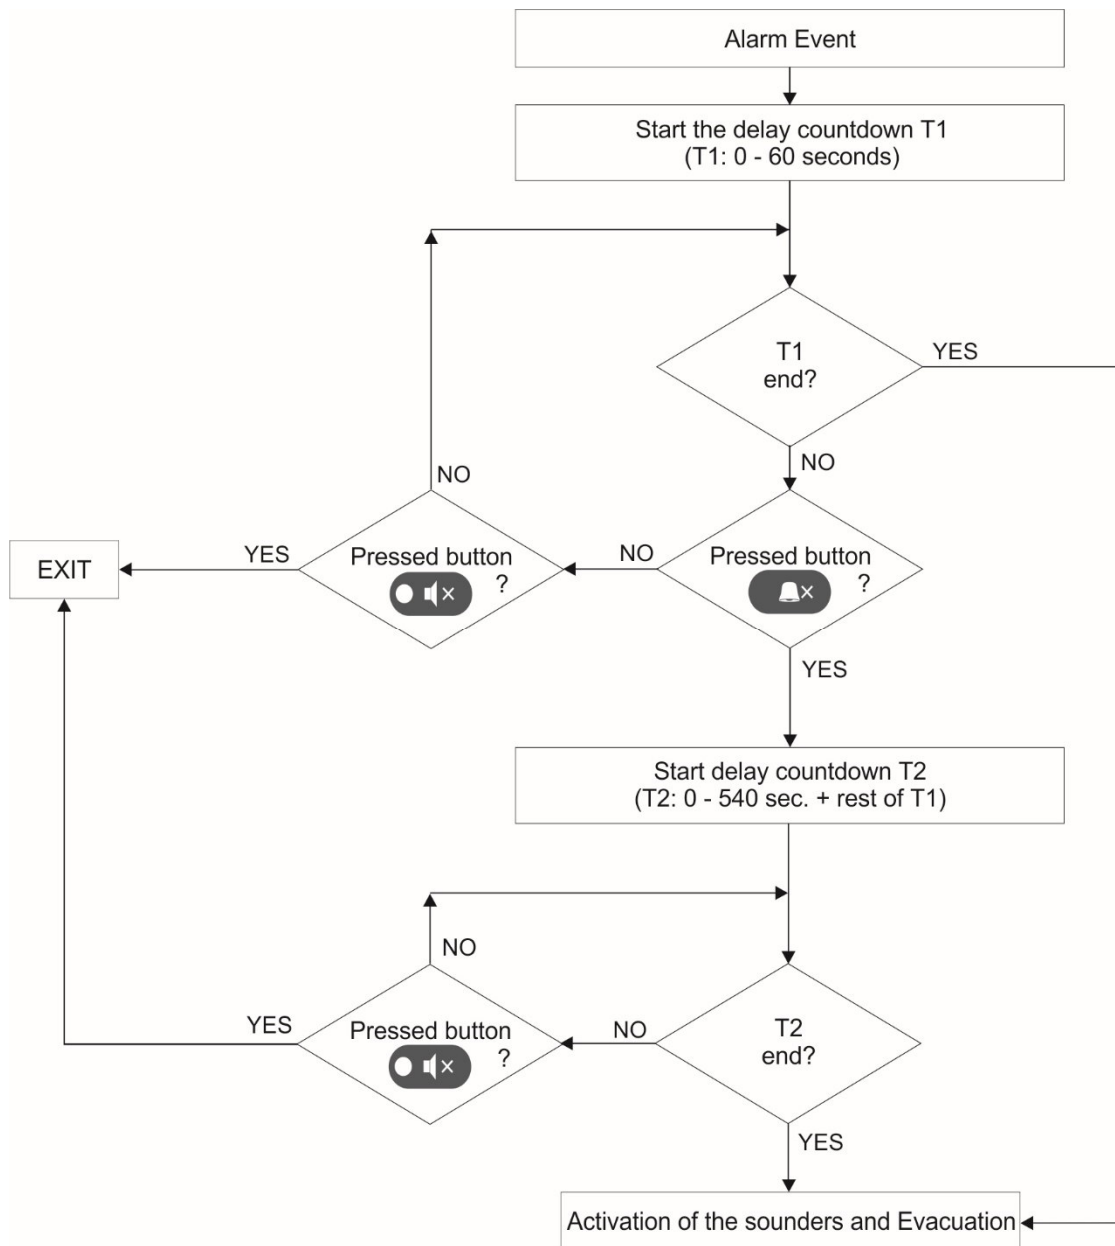 Alarm Event
Start the delay countdown T1
(T1: 0 - 60 seconds)
T1
end?
YES
NO
NO
Pressed button
?
YES
EXIT
NO
Pressed button
?
YES
Start delay countdown T2
(T2: 0 - 540 sec. + rest of T1)
NO
YES
Pressed button
?
NO
T2
end?
YES
Activation of the sounders and Evacuation